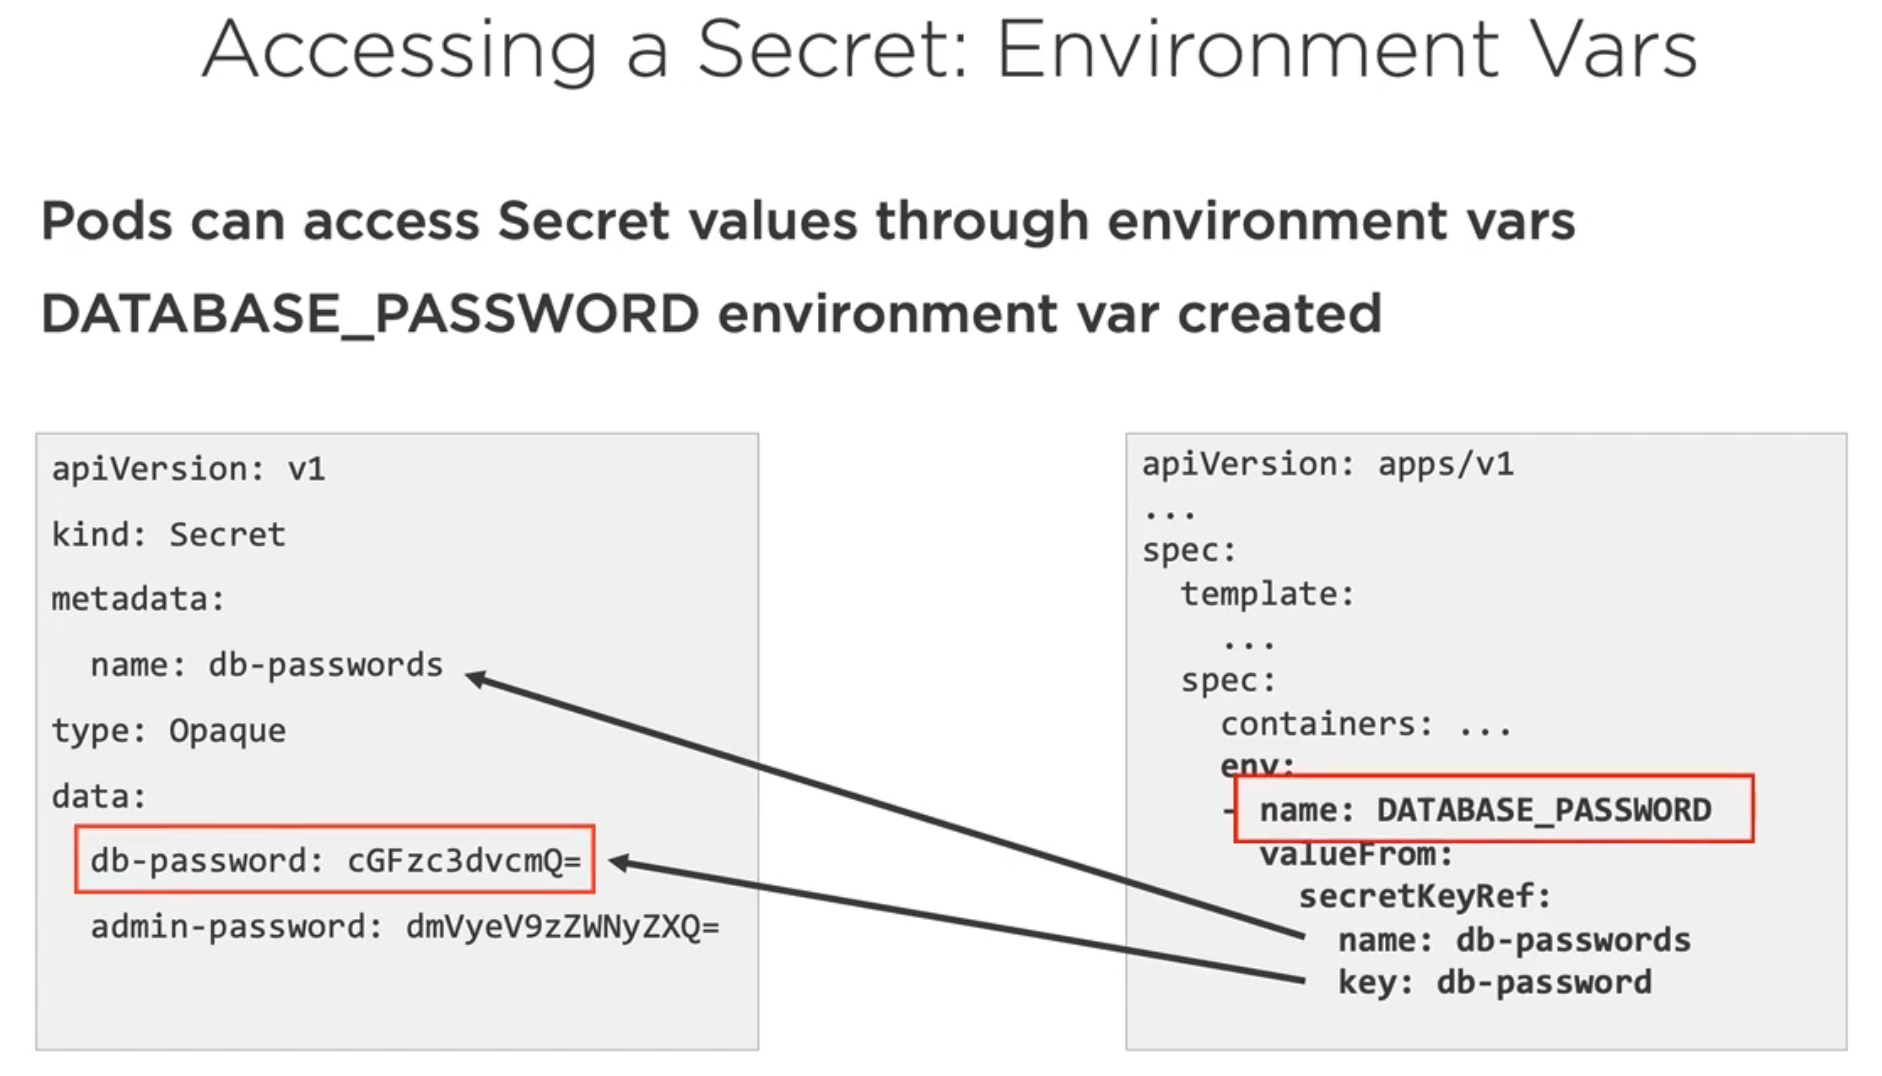 Accessing a Secret: Environment Vars
Pods can access Secret values through environment vars
DATABASE_PASSWORD environment var created
apiVersion: v1
kind: Secret
metadata:
  name: db-passwords
type: Opaque
data:
  db-password: cGFzc3dvcmQ=
  admin-password: dmVyeV9zZWNyZXQ=
apiVersion: apps/v1
...
spec:
  template:
    ...
  spec:
    containers: ...
    env:
    - name: DATABASE_PASSWORD
      valueFrom:
        secretKeyRef:
          name: db-passwords
          key: db-password